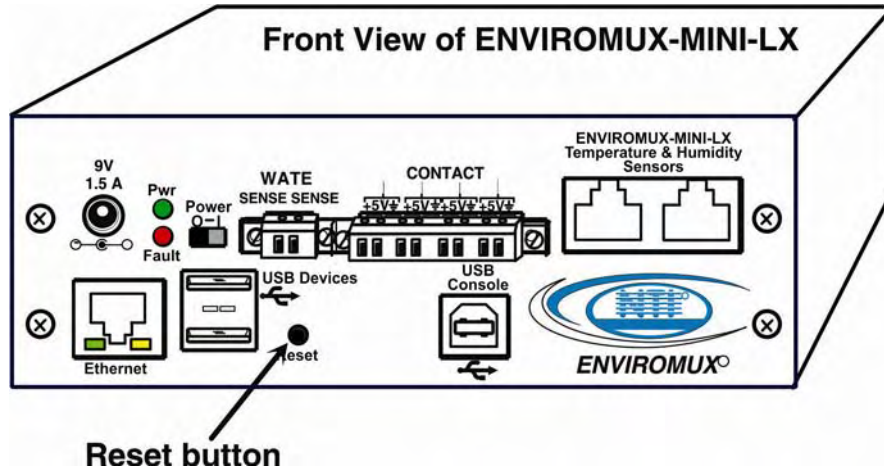 Front View of ENVIROMUX-MINI-LX
ENVIROMUX-MINI-LX
Temperature & Humidity
Sensors
9V
1.5 A
Pwr
Fault
Power
O – I
WATE
SENSE SENSE
CONTACT
+5V +5V +5V +5V
USB Devices
USB
Console
Ethernet
Reset
NTI
ENVIROMUX
Reset button